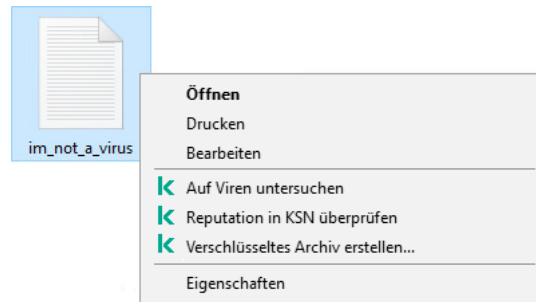 im_not_a_virus
Öffnen
Drucken
Bearbeiten
Auf Viren untersuchen
Reputation in KSN überprüfen
Verschlüsseltes Archiv erstellen...
Eigenschaften